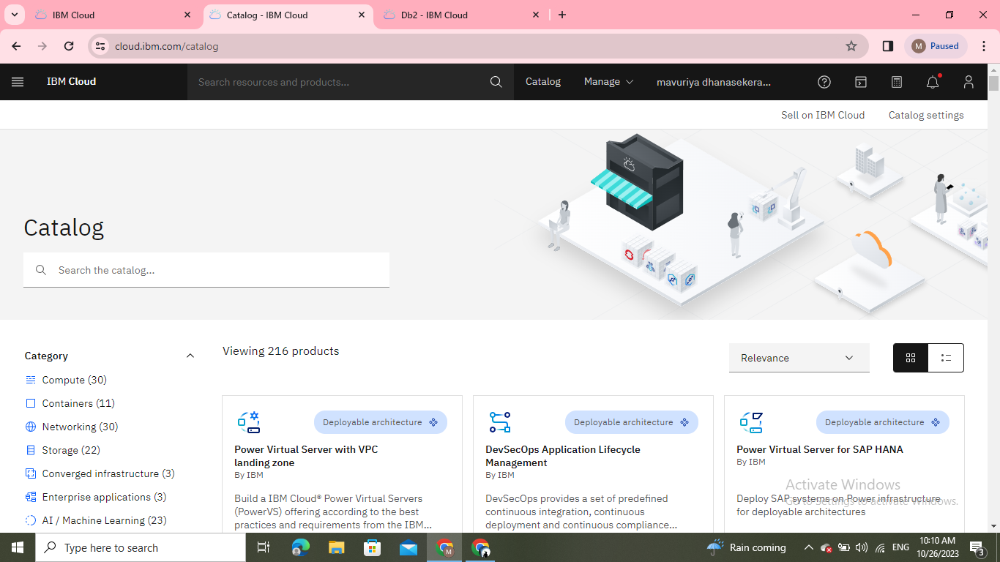 IBM Cloud
Catalog - IBM Cloud
Db2 - IBM Cloud
cloud.ibm.com/catalog
M
Paused
IBM Cloud
Search resources and products...
Catalog
Manage
mavuriya dhanasekera...
Sell on IBM Cloud
Catalog settings
Catalog
Search the catalog...
Category
Compute (30)
Containers (11)
Networking (30)
Storage (22)
Converged infrastructure (3)
Enterprise applications (3)
AI / Machine Learning (23)
Viewing 216 products
Relevance
Deployable architecture
Power Virtual Server with VPC
landing zone
By IBM
Build a IBM Cloud® Power Virtual Servers
(PowerVS) offering according to the best
practices and requirements from the IBM...
Deployable architecture
DevSecOps Application Lifecycle
Management
By IBM
DevSecOps provides a set of predefined
continuous integration, continuous
deployment and continuous compliance...
Deployable architecture
Power Virtual Server for SAP HANA
By IBM
Deploy SAP systems on Power infrastructure
for deployable architectures
Activate Windows
Go to Settings to activate Windows.
Type here to search
M
Rain coming
ENG
10:10 AM
10/26/2023
3